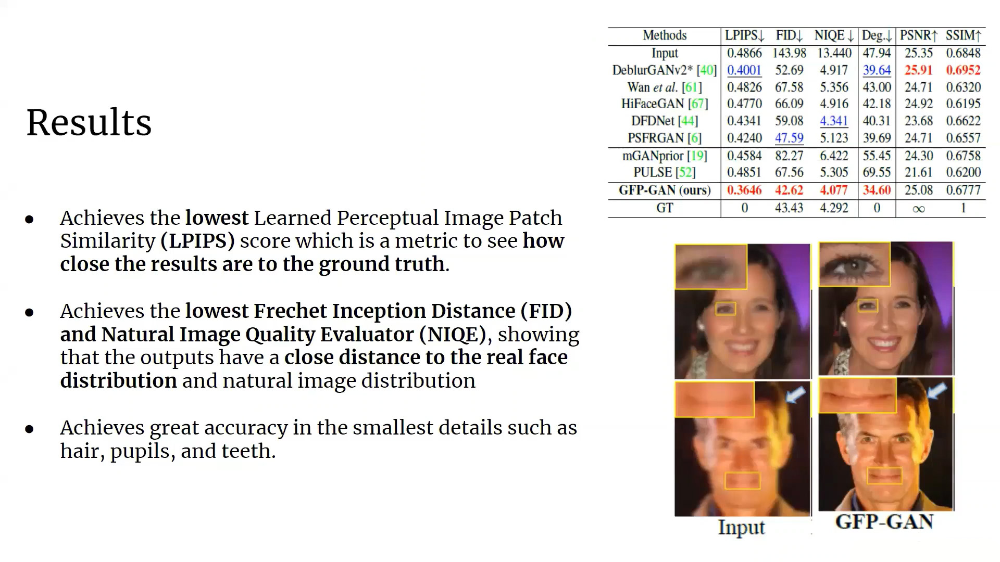 Results
● Achieves the lowest Learned Perceptual Image Patch
Similarity (LPIPS) score which is a metric to see how
close the results are to the ground truth.
● Achieves the lowest Frechet Inception Distance (FID)
and Natural Image Quality Evaluator (NIQE), showing
that the outputs have a close distance to the real face
distribution and natural image distribution
● Achieves great accuracy in the smallest details such as
hair, pupils, and teeth.
Methods LPIPS↓ FID↓ NIQE ↓ Deg.↓ PSNR↑ SSIM↑
Input 0.4866 143.98 13.440 47.94 25.35 0.6848
DeblurGANv2* [40] 0.4001 52.69 4.917 39.64 25.91 0.6952
Wan et al. [61] 0.4826 67.58 5.356 43.00 24.71 0.6320
HiFaceGAN [67] 0.4770 66.09 4.916 42.18 24.92 0.6195
DFDNet [44] 0.4341 59.08 4.341 40.31 23.68 0.6622
PSFRGAN [6] 0.4240 47.59 5.123 39.69 24.71 0.6557
mGANprior [19] 0.4584 82.27 6.422 55.45 24.30 0.6758
PULSE [52] 0.4851 67.56 5.305 69.55 21.61 0.6200
GFP-GAN (ours) 0.3646 42.62 4.077 34.60 25.08 0.6777
GT 0 43.43 4.292 0 ∞ 1
Input
GFP-GAN